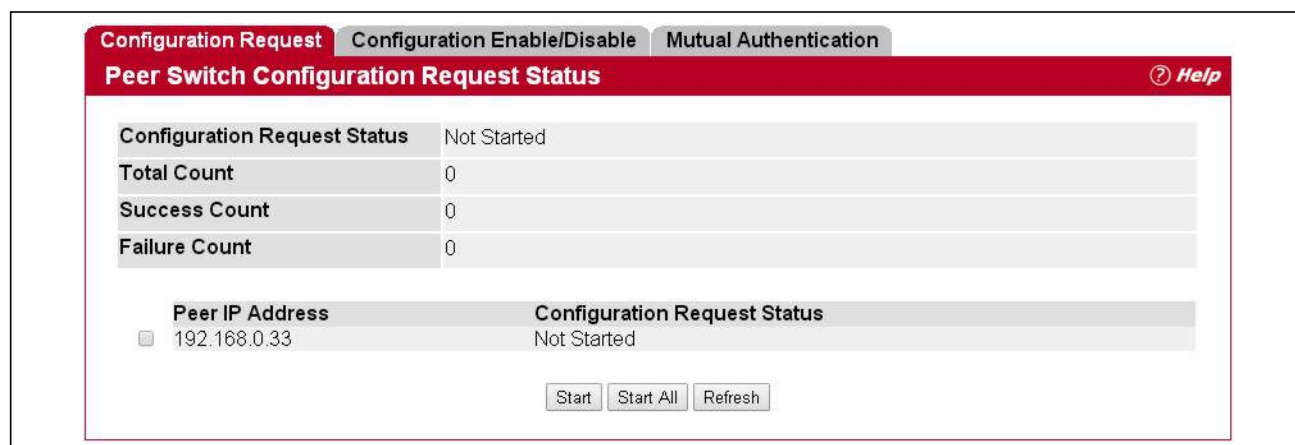 Configuration Request Configuration Enable/Disable Mutual Authentication
Peer Switch Configuration Request Status ? Help
Configuration Request Status Not Started
Total Count 0
Success Count 0
Failure Count 0
Peer IP Address Configuration Request Status
192.168.0.33 Not Started
Start Start All Refresh